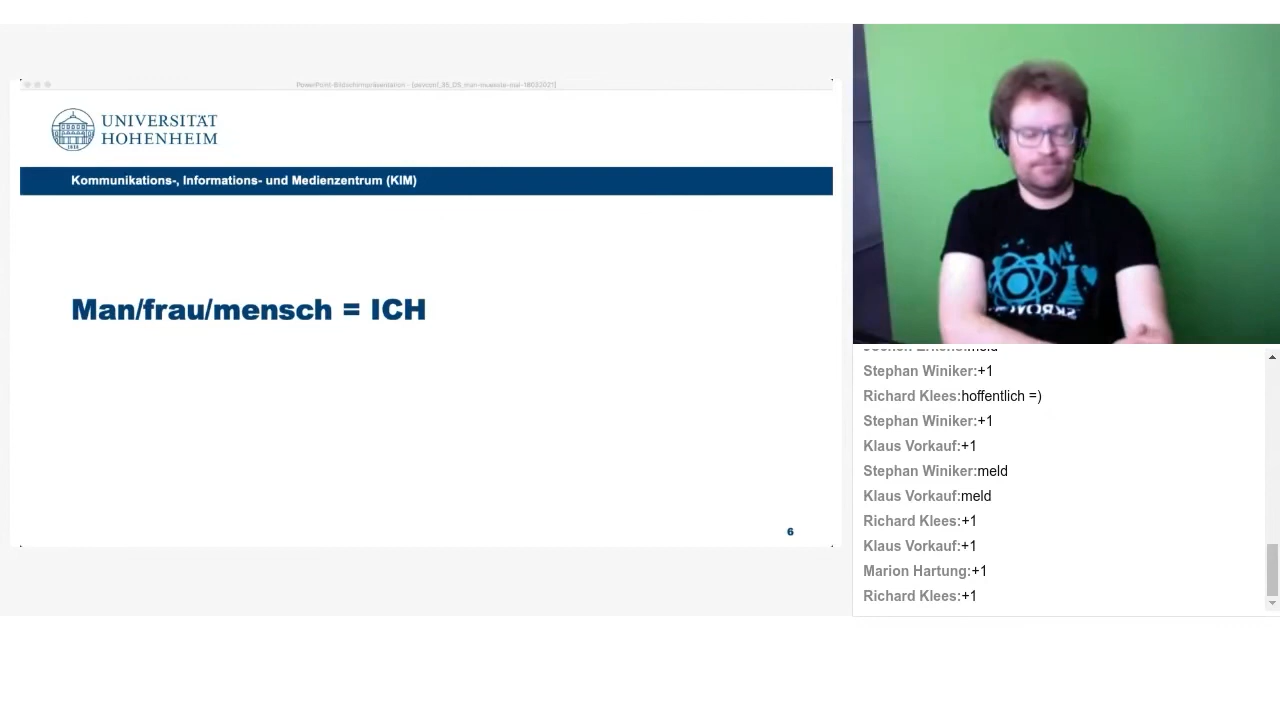 UNIVERSITÄT
HOHENHEIM
Kommunikations-, Informations- und Medienzentrum (KIM)
Man/frau/mensch = ICH
6
Stephan Winiker:+1
Richard Klees:hoffentlich =)
Stephan Winiker:+1
Klaus Vorkauf:+1
Stephan Winiker:meld
Klaus Vorkauf:meld
Richard Klees:+1
Klaus Vorkauf:+1
Marion Hartung:+1
Richard Klees:+1